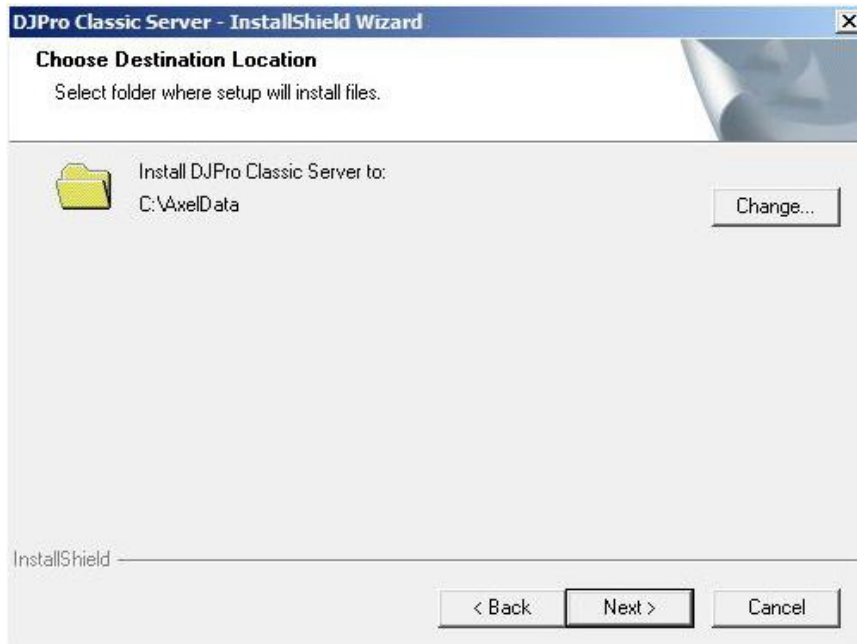 DJPro Classic Server - InstallShield Wizard
Choose Destination Location
Select folder where setup will install files.
Install DJPro Classic Server to:
C:\AxelData
Change...
InstallShield
< Back
Next >
Cancel